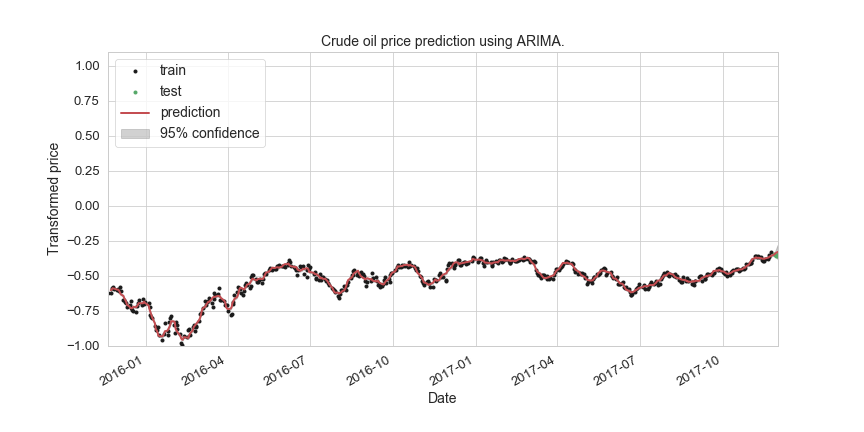 Crude oil price prediction using ARIMA.
train
test
prediction
95% confidence
1.00
0.75
0.50
0.25
0.00
−0.25
−0.50
−0.75
−1.00
Transformed price
2016-01
2016-04
2016-07
2016-10
2017-01
2017-04
2017-07
2017-10
Date